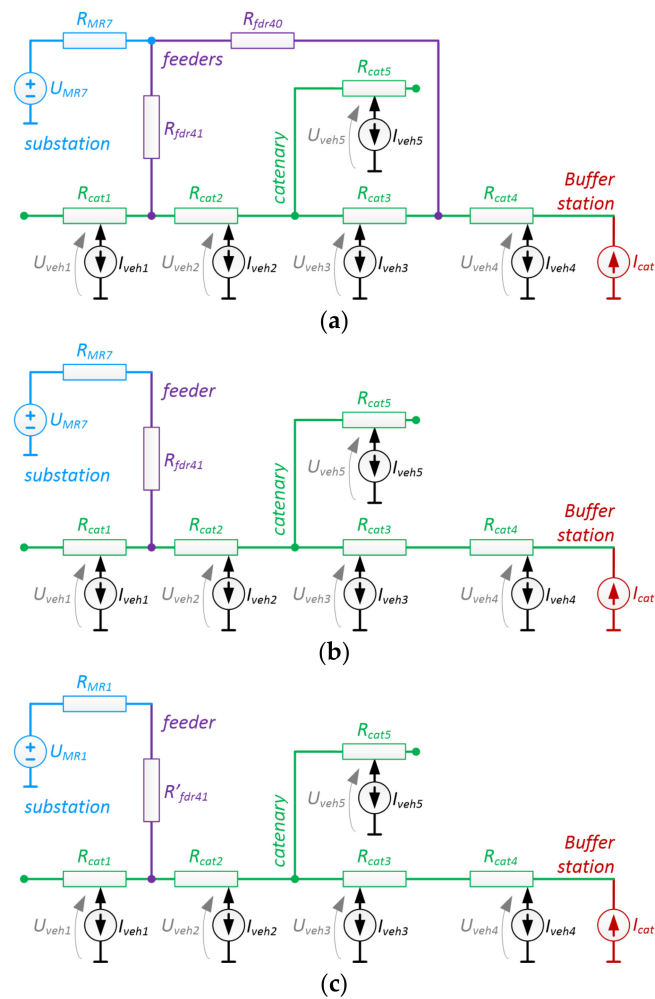 R_MR7 R_fdr40
feeders R_cat5
U_MR7
R_fdr41 U_veh5 I_veh5
substation
catenary
Buffer
station
R_cat1 R_cat2 R_cat3 R_cat4
U_veh1 I_veh1 U_veh2 I_veh2 U_veh3 I_veh3 U_veh4 I_veh4 I_cat
(a)
R_MR7
feeder
R_cat5
U_MR7
R_fdr41 U_veh5 I_veh5
substation
catenary
Buffer
station
R_cat1 R_cat2 R_cat3 R_cat4
U_veh1 I_veh1 U_veh2 I_veh2 U_veh3 I_veh3 U_veh4 I_veh4 I_cat
(b)
R_MR1
feeder
R_cat5
U_MR1
R'_fdr41 U_veh5 I_veh5
substation
catenary
Buffer
station
R_cat1 R_cat2 R_cat3 R_cat4
U_veh1 I_veh1 U_veh2 I_veh2 U_veh3 I_veh3 U_veh4 I_veh4 I_cat
(c)